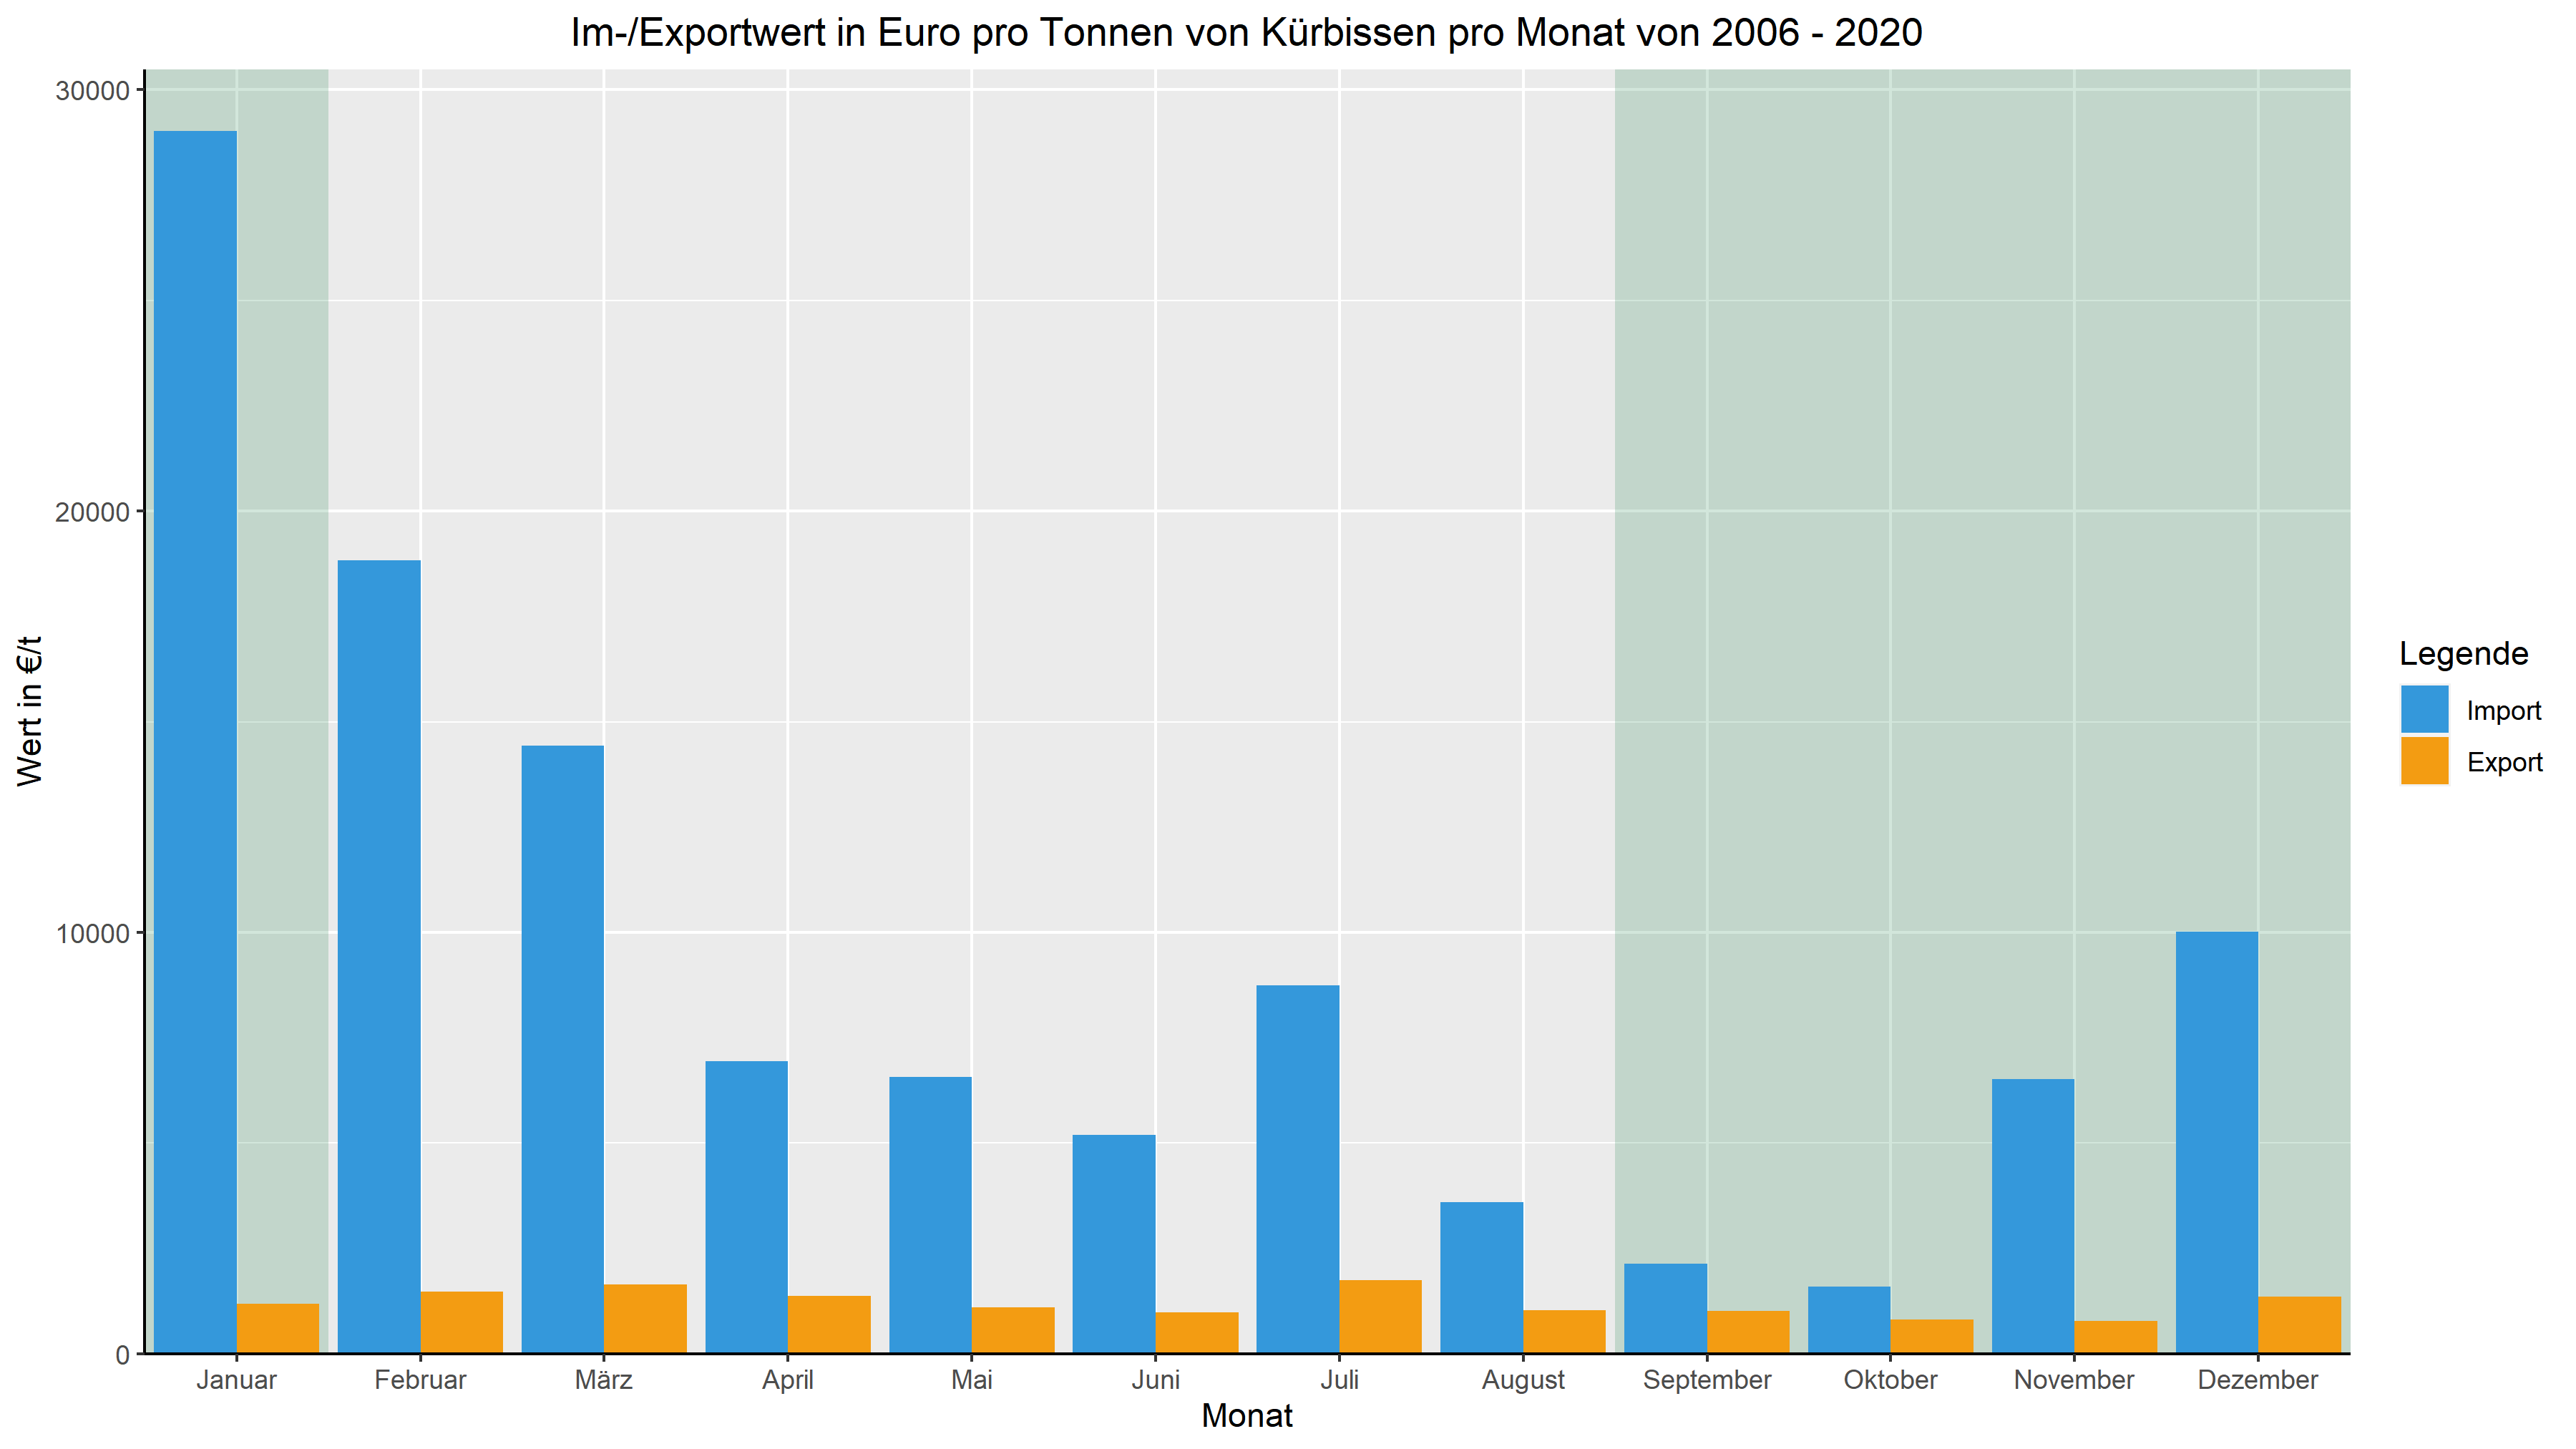 Im-/Exportwert in Euro pro Tonnen von Kürbissen pro Monat von 2006 - 2020
30000
20000
10000
0
Wert in €/t
Januar Februar März April Mai Juni Juli August September Oktober November Dezember
Monat
Legende
Import
Export